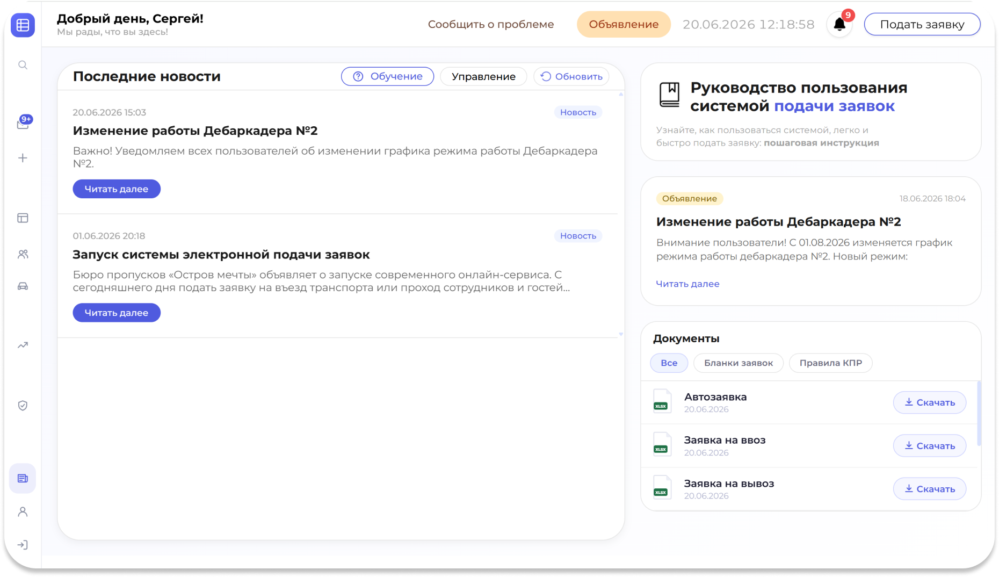 Добрый день, Сергей!
Мы рады, что вы здесь!
Сообщить о проблеме
Объявление
20.06.2026 12:18:58
9
Подать заявку
9+
Последние новости
Обучение
Управление
Обновить
20.06.2026 15:03
Новость
Изменение работы Дебаркадера №2
Важно! Уведомляем всех пользователей об изменении графика режима работы Дебаркадера
№2.
Читать далее
01.06.2026 20:18
Новость
Запуск системы электронной подачи заявок
Бюро пропусков «Остров мечты» объявляет о запуске современного онлайн-сервиса. С
сегодняшнего дня подать заявку на въезд транспорта или проход сотрудников и гостей...
Читать далее
Руководство пользования
системой подачи заявок
Узнайте, как пользоваться системой, легко и
быстро подать заявку: пошаговая инструкция
Объявление
18.06.2026 18:04
Изменение работы Дебаркадера №2
Внимание пользователи! С 01.08.2026 изменяется график
режима работы дебаркадера №2. Новый режим:
Читать далее
Документы
Все
Бланки заявок
Правила КПР
XLSX
Автозаявка
20.06.2026
Скачать
XLSX
Заявка на ввоз
20.06.2026
Скачать
XLSX
Заявка на вывоз
20.06.2026
Скачать